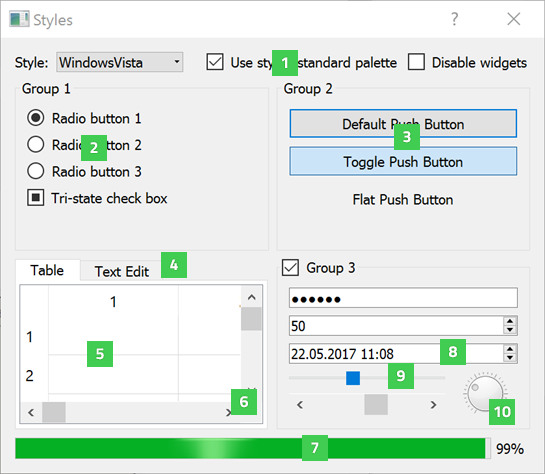 Styles
?
Style: WindowsVista Use sty 1 standard palette Disable widgets
Group 1
Radio button 1
2 Radio button 2
Radio button 3
Tri-state check box
Group 2
Default Push Button
3
Toggle Push Button
Flat Push Button
Table Text Edit 4
1
1
5
2
6
Group 3
●●●●●●
50
22.05.2017 11:08 8
9
10
7 99%